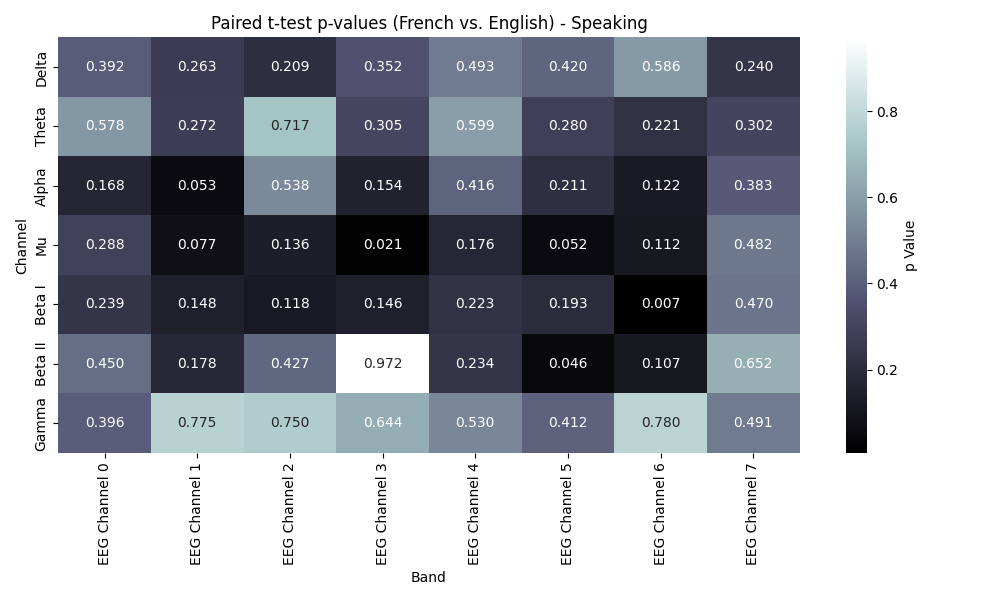 Paired t-test p-values (French vs. English) - Speaking
Channel
Delta 0.392 0.263 0.209 0.352 0.493 0.420 0.586 0.240
Theta 0.578 0.272 0.717 0.305 0.599 0.280 0.221 0.302
Alpha 0.168 0.053 0.538 0.154 0.416 0.211 0.122 0.383
Mu 0.288 0.077 0.136 0.021 0.176 0.052 0.112 0.482
Beta I 0.239 0.148 0.118 0.146 0.223 0.193 0.007 0.470
Beta II 0.450 0.178 0.427 0.972 0.234 0.046 0.107 0.652
Gamma 0.396 0.775 0.750 0.644 0.530 0.412 0.780 0.491
EEG Channel 0
EEG Channel 1
EEG Channel 2
EEG Channel 3
EEG Channel 4
EEG Channel 5
EEG Channel 6
EEG Channel 7
Band
0.8
0.6
0.4
0.2
p Value